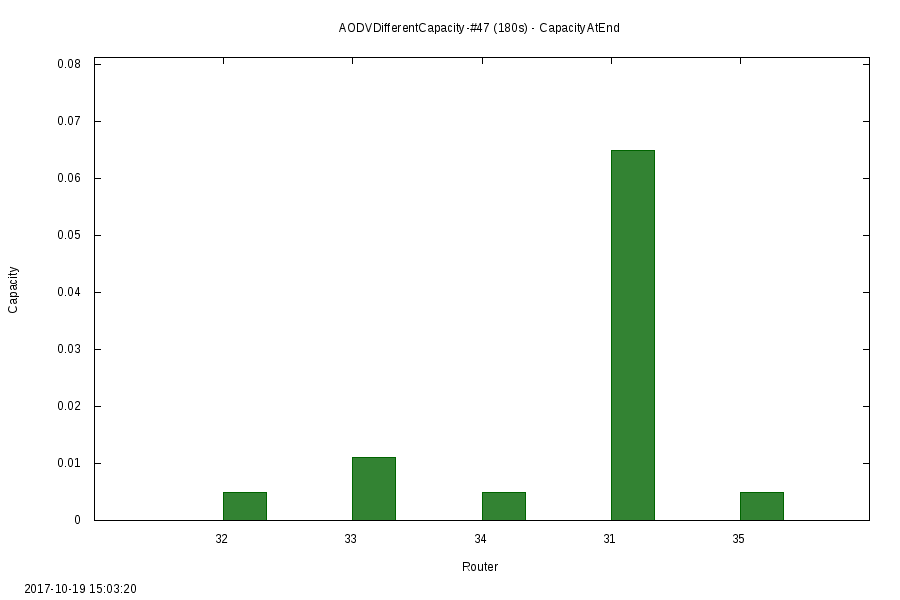 AODVDifferentCapacity-#47 (180s) - CapacityAtEnd
0.08
0.07
0.06
0.05
0.04
0.03
0.02
0.01
0
Capacity
32 33 34 31 35
Router
2017-10-19 15:03:20